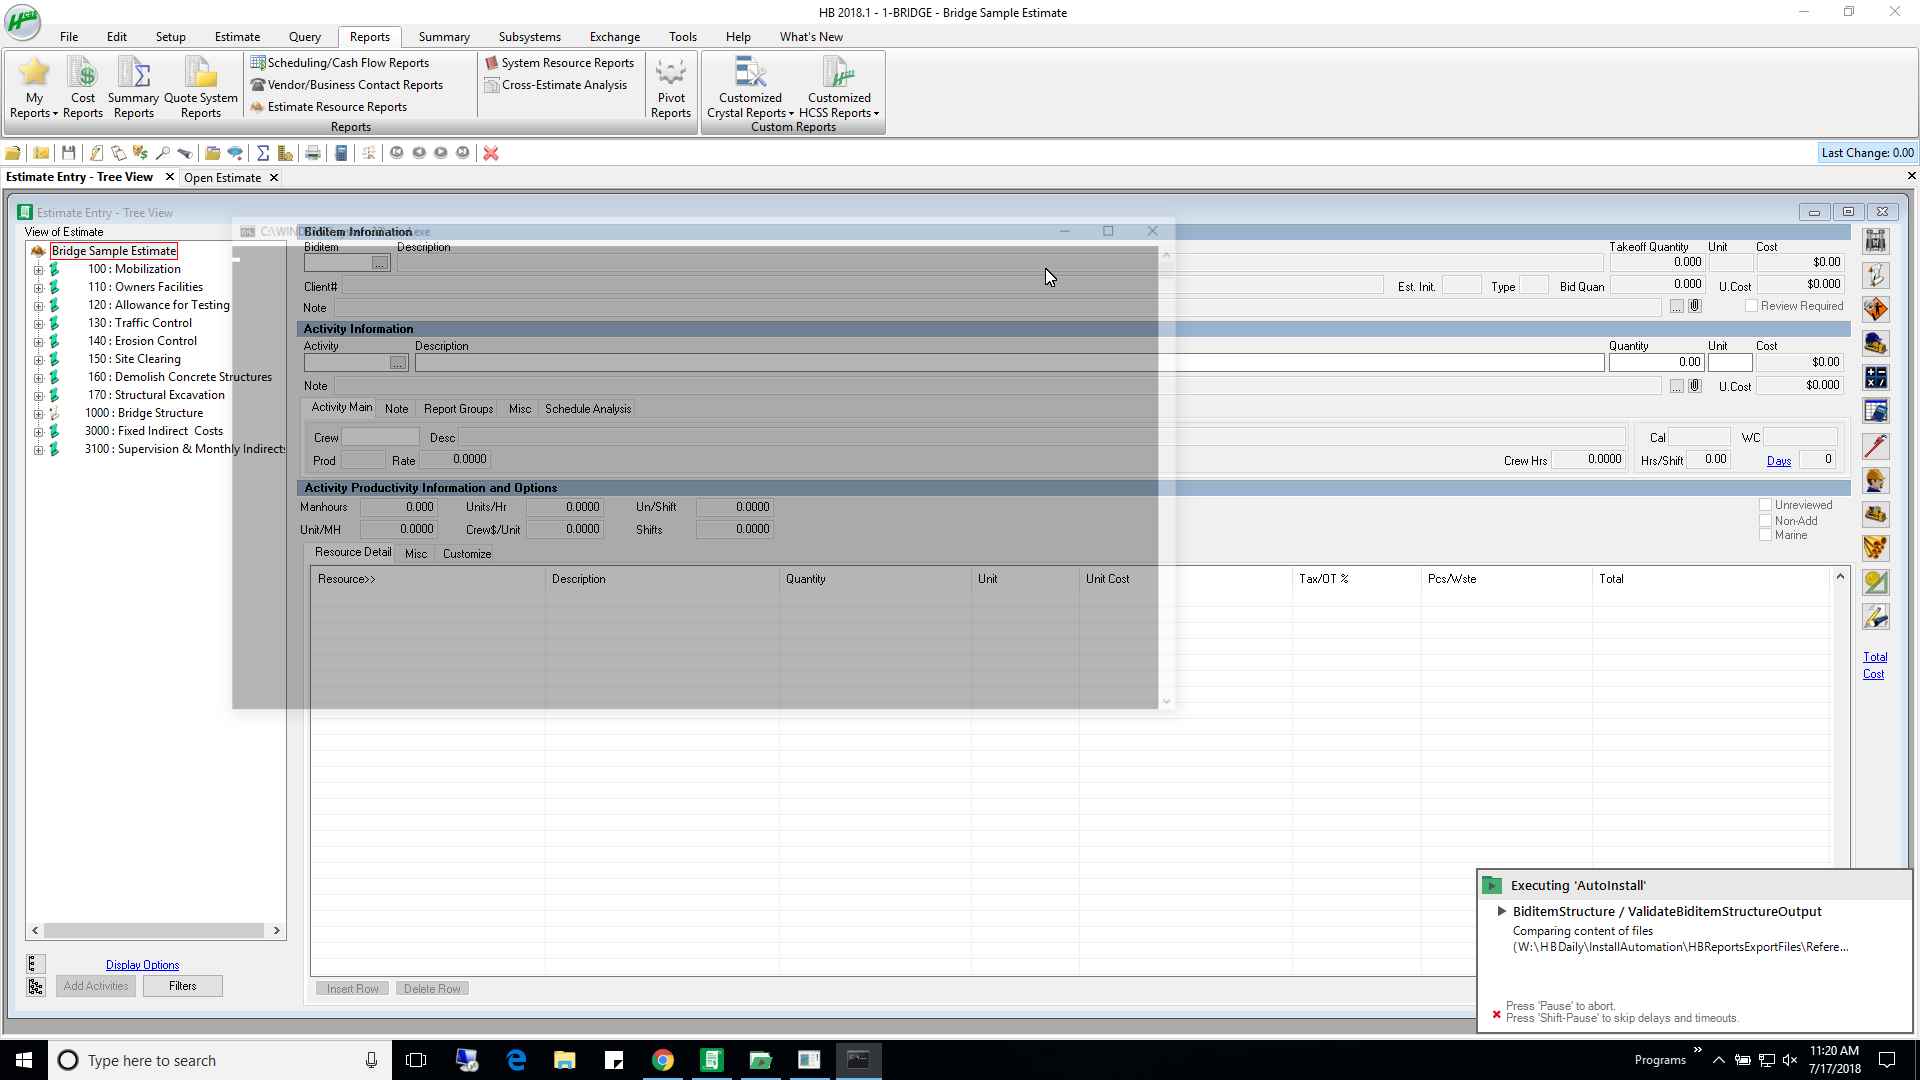 HB 2018.1 - 1-BRIDGE - Bridge Sample Estimate
File Edit Setup Estimate Query Reports Summary Subsystems Exchange Tools Help What's New
My Reports
Cost Reports
Summary Reports
Quote System Reports
Scheduling/Cash Flow Reports
Vendor/Business Contact Reports
Estimate Resource Reports
System Resource Reports
Cross-Estimate Analysis
Pivot Reports
Reports
Customized Crystal Reports
Customized HCSS Reports
Custom Reports
Last Change: 0.00
Estimate Entry - Tree View
Open Estimate
Estimate Entry - Tree View
View of Estimate
Bridge Sample Estimate
100 : Mobilization
110 : Owners Facilities
120 : Allowance for Testing
130 : Traffic Control
140 : Erosion Control
150 : Site Clearing
160 : Demolish Concrete Structures
170 : Structural Excavation
1000 : Bridge Structure
3000 : Fixed Indirect Costs
3100 : Supervision & Monthly Indirects
Display Options
Add Activities
Filters
Biditem Information
Biditem Description Takeoff Quantity Unit Cost
... 0.000 $0.00
Client# Est. Init. Type Bid Quan 0.000 U.Cost $0.000
Note ... Review Required
Activity Information
Activity Description Quantity Unit Cost
... 0.00 $0.00
Note ... U.Cost $0.000
Activity Main Note Report Groups Misc Schedule Analysis
Crew Desc Cal WC
Prod Rate 0.0000 Crew Hrs 0.0000 Hrs/Shift 0.00 Days 0
Activity Productivity Information and Options
Manhours 0.000 Units/Hr 0.0000 Un/Shift 0.0000 Unreviewed
Non-Add
Unit/MH 0.0000 Crew$/Unit 0.0000 Shifts 0.0000 Marine
Resource Detail Misc Customize
Resource>> Description Quantity Unit Unit Cost Tax/OT % Pcs/Wste Total
Total Cost
Insert Row
Delete Row
Executing 'AutoInstall'
BiditemStructure / ValidateBiditemStructureOutput
Comparing content of files
(W:\HBDaily\InstallAutomation\HBReportsExportFiles\Refere...
Press 'Pause' to abort.
Press 'Shift-Pause' to skip delays and timeouts.
Type here to search
Programs
11:20 AM
7/17/2018